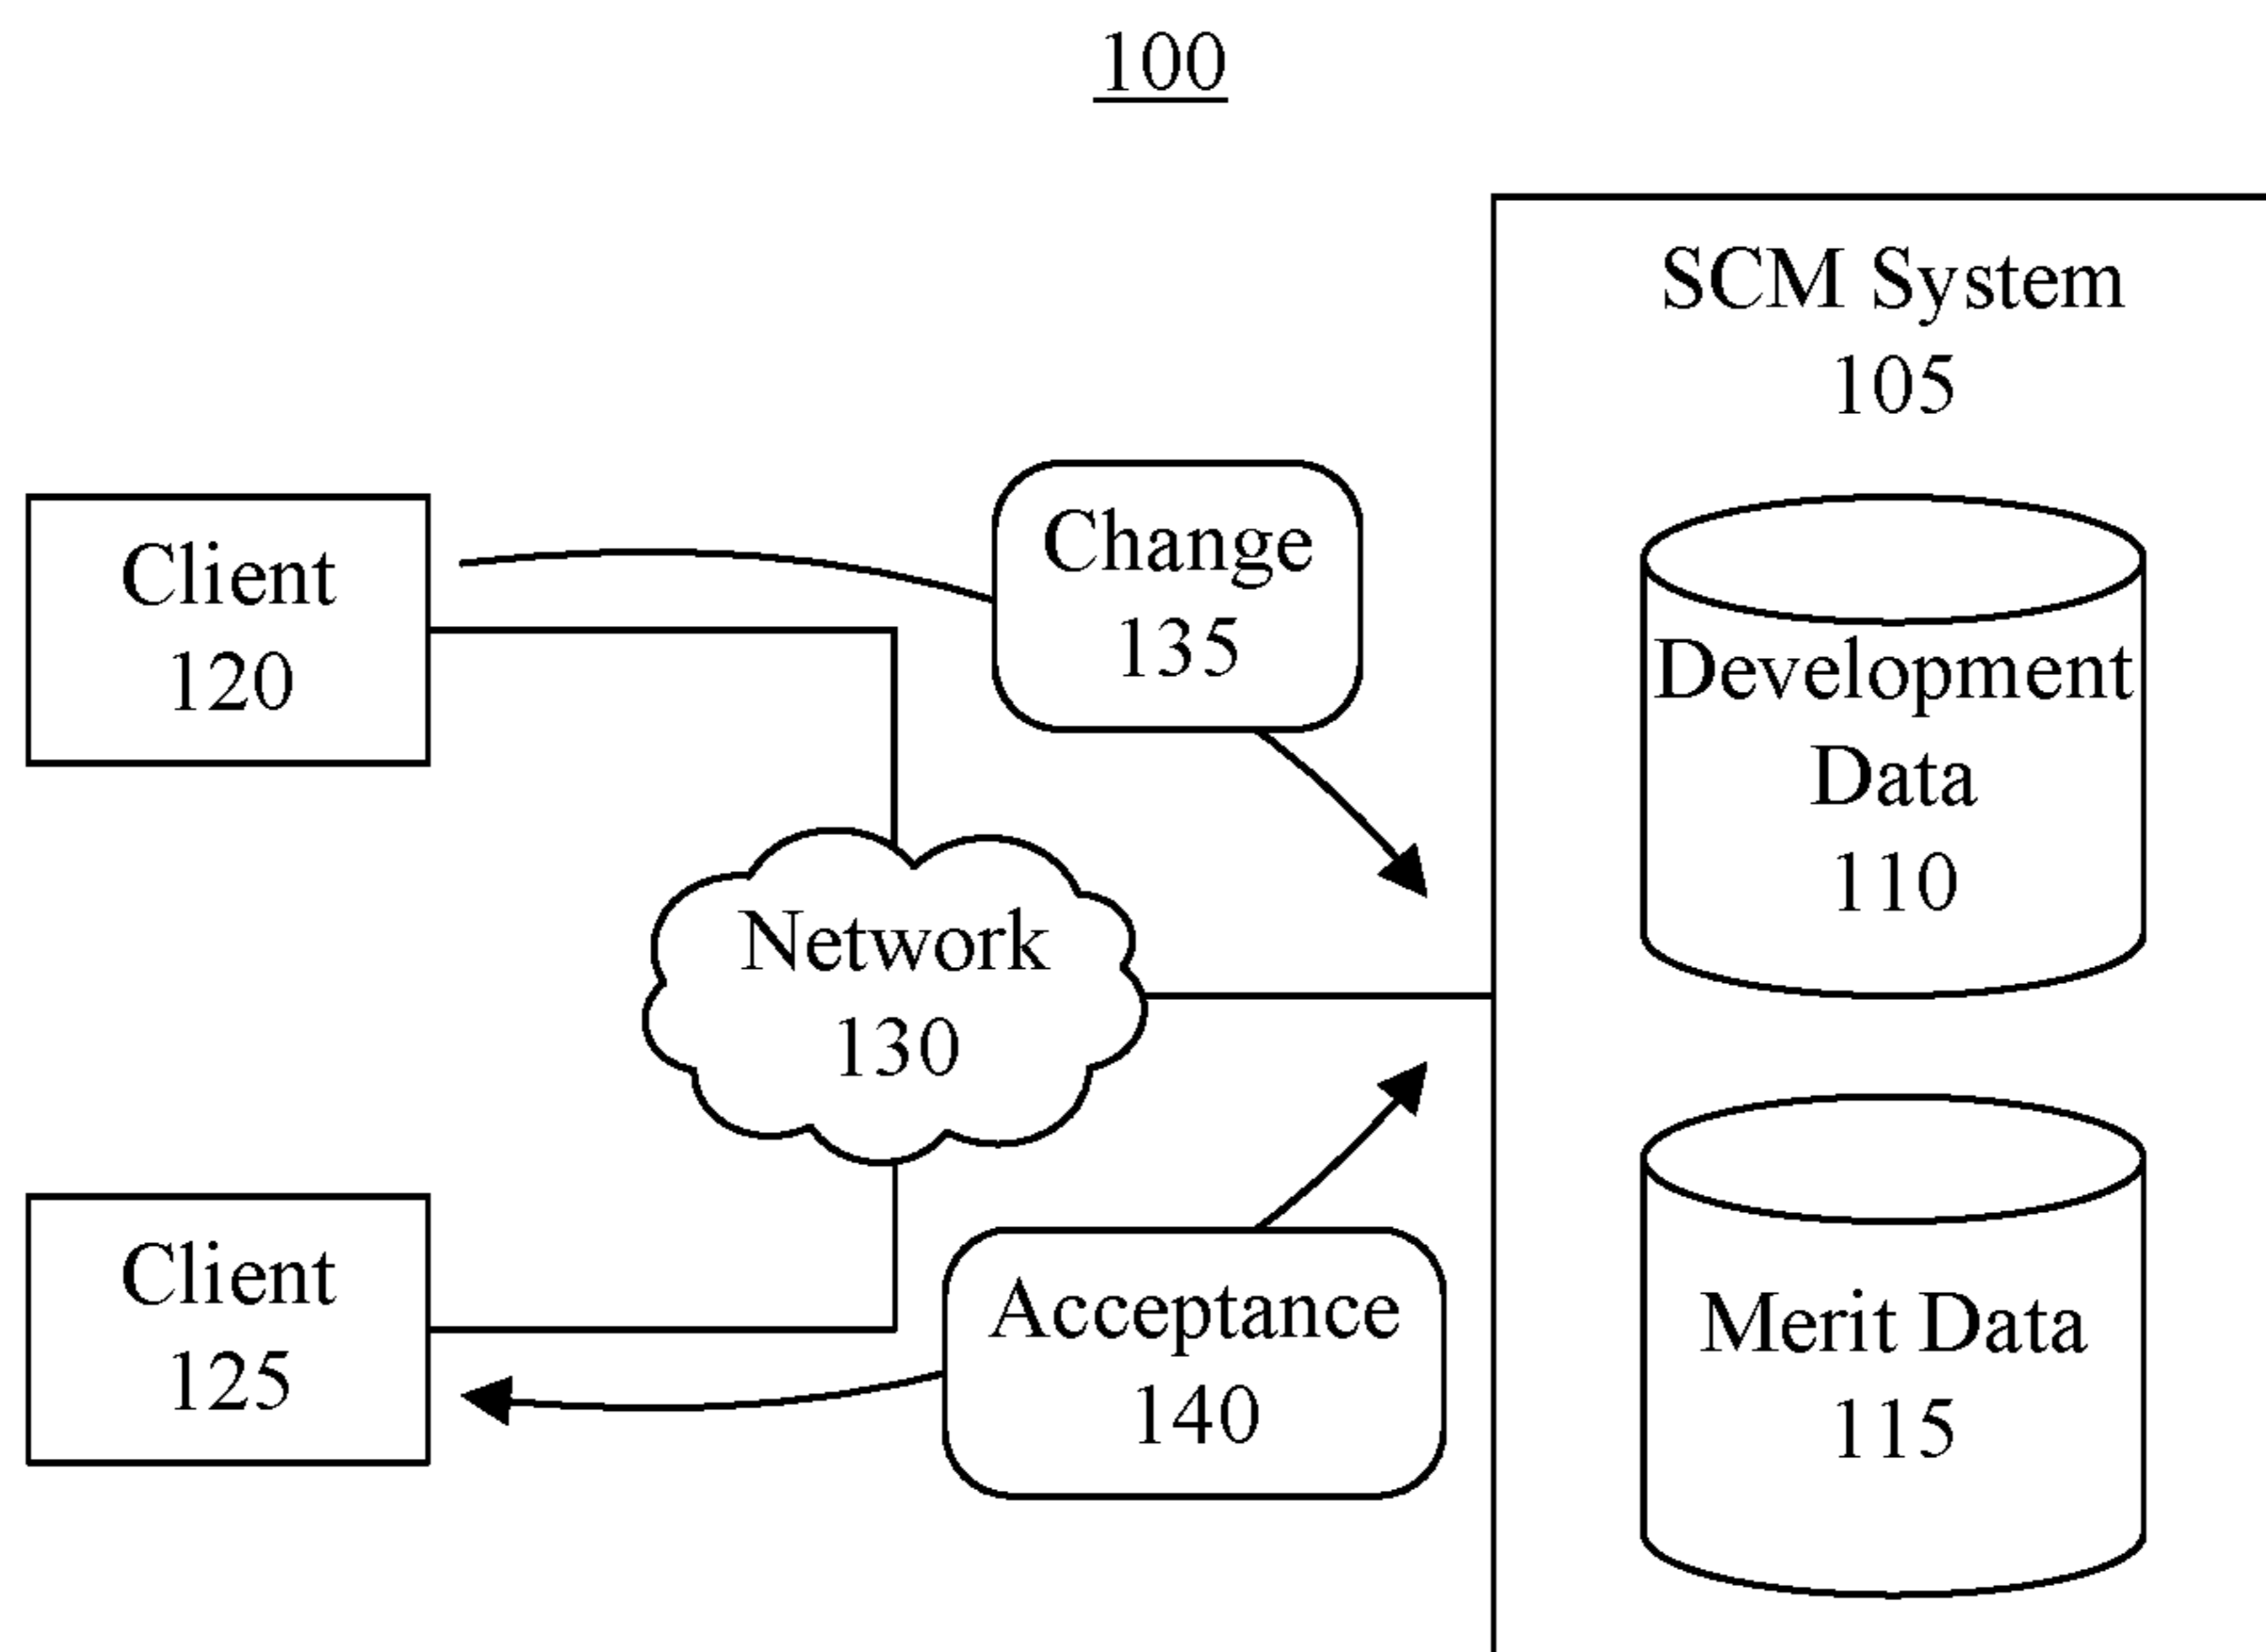 100
SCM System
105
Client
120
Change
135
Development
Data
110
Network
130
Client
125
Acceptance
140
Merit Data
115